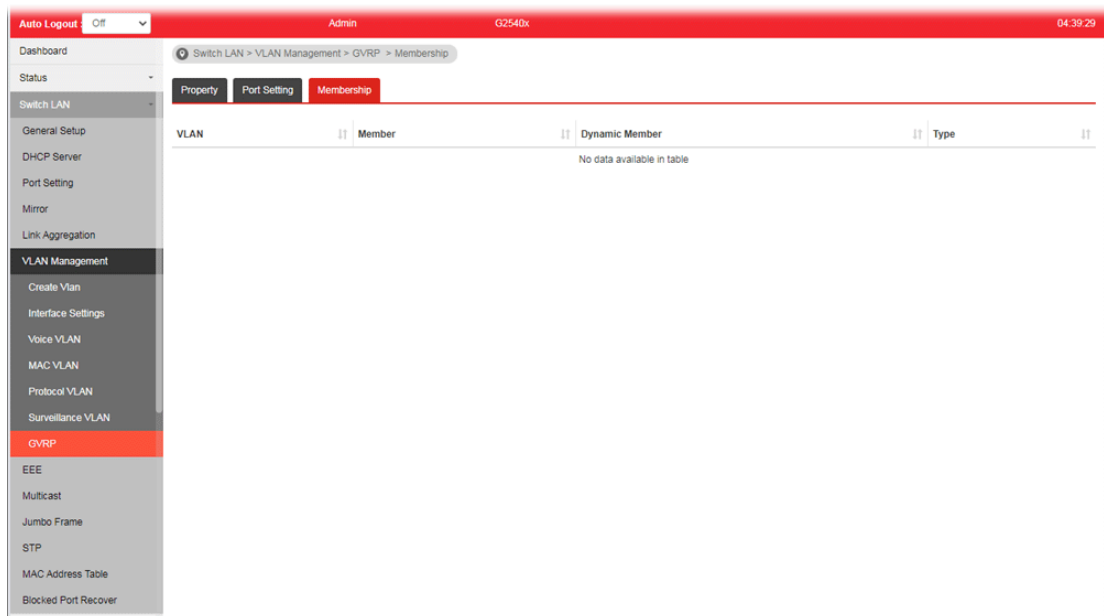 Auto Logout : Off Admin G2540x 04:39:29
Dashboard
Switch LAN > VLAN Management > GVRP > Membership
Status
Property Port Setting Membership
Switch LAN
General Setup
VLAN Member Dynamic Member Type
DHCP Server
No data available in table
Port Setting
Mirror
Link Aggregation
VLAN Management
Create Vlan
Interface Settings
Voice VLAN
MAC VLAN
Protocol VLAN
Surveillance VLAN
GVRP
EEE
Multicast
Jumbo Frame
STP
MAC Address Table
Blocked Port Recover